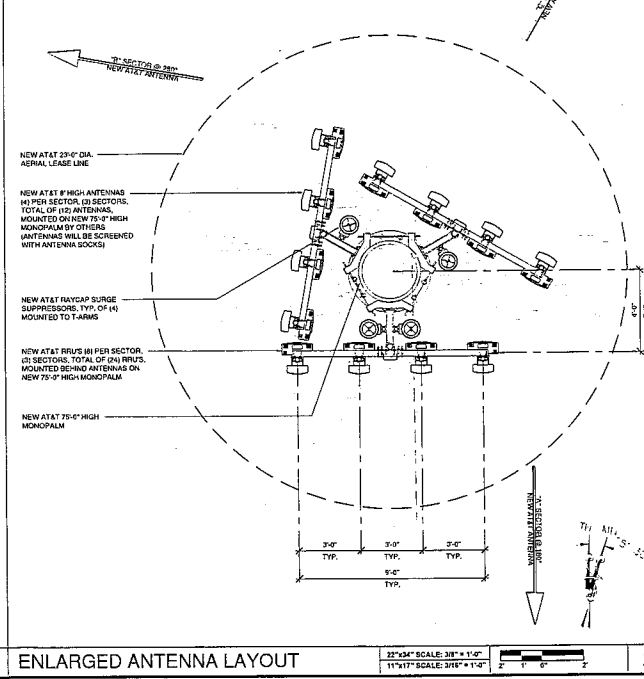 "B" SECTOR @ 280°
NEW AT&T ANTENNA
NEW AT&T 23'-0" DIA.
AERIAL LEASE LINE
NEW AT&T 8' HIGH ANTENNAS
(4) PER SECTOR, (3) SECTORS,
TOTAL OF (12) ANTENNAS,
MOUNTED ON NEW 75'-0" HIGH
MONOPALM BY OTHERS
(ANTENNAS WILL BE SCREENED
WITH ANTENNA SOCKS)
NEW AT&T RAYCAP SURGE
SUPPRESSORS, TYP. OF (4)
MOUNTED TO T-ARMS
NEW AT&T RRU'S (8) PER SECTOR,
(3) SECTORS, TOTAL OF (24) RRU'S,
MOUNTED BEHIND ANTENNAS ON
NEW 75'-0" HIGH MONOPALM
NEW AT&T 75'-0" HIGH
MONOPALM
4'-0"
"A" SECTOR @ 180°
NEW AT&T ANTENNA
3'-0" 3'-0" 3'-0"
TYP. TYP. TYP.
9'-0"
TYP.
ENLARGED ANTENNA LAYOUT
22"x34" SCALE: 3/8" = 1'-0"
11"x17" SCALE: 3/16" = 1'-0"
2' 1' 0" 2'